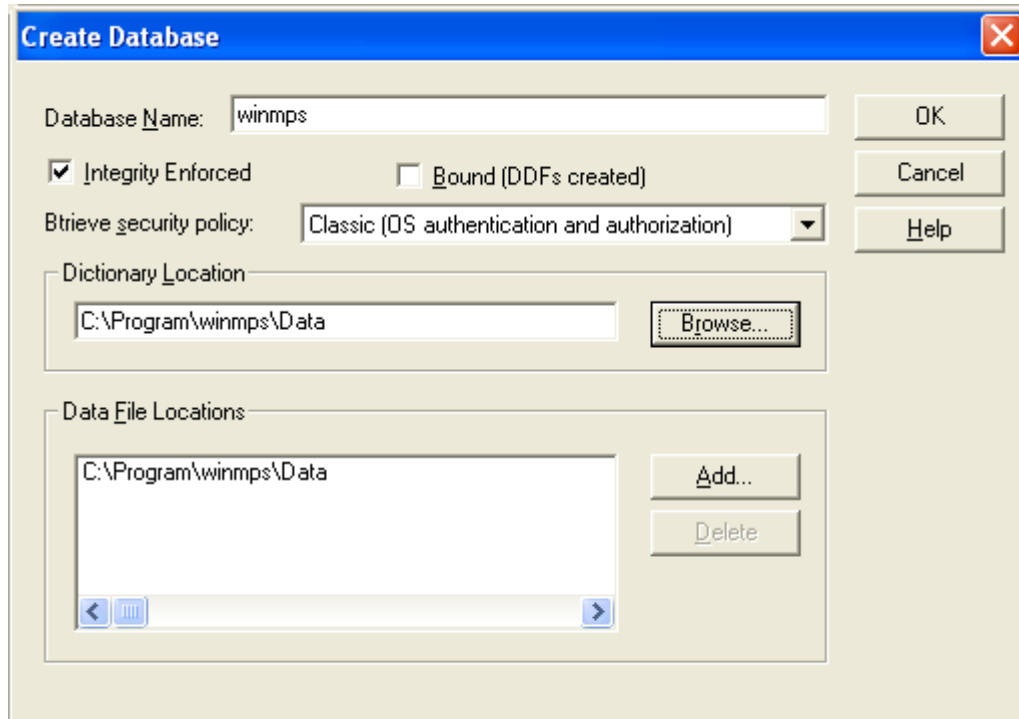 Create Database
Database Name: winmps
OK
Integrity Enforced
Bound (DDFs created)
Cancel
Btrieve security policy: Classic (OS authentication and authorization)
Help
Dictionary Location
C:\Program\winmps\Data
Browse...
Data File Locations
C:\Program\winmps\Data
Add...
Delete